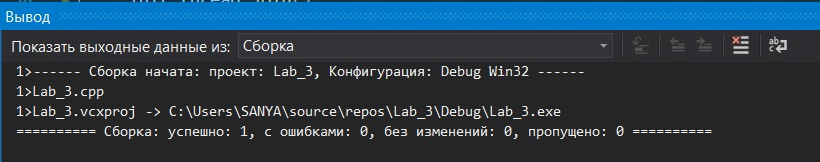 Вывод
Показать выходные данные из: Сборка
1>------ Сборка начата: проект: Lab_3, Конфигурация: Debug Win32 ------
1>Lab_3.cpp
1>Lab_3.vcxproj -> C:\Users\SANYA\source\repos\Lab_3\Debug\Lab_3.exe
========== Сборка: успешно: 1, с ошибками: 0, без изменений: 0, пропущено: 0 ==========